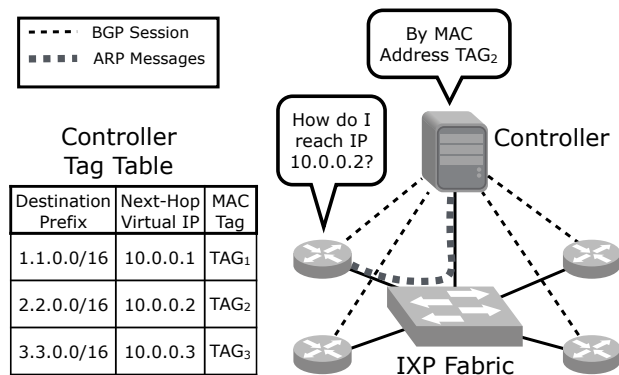 BGP Session
ARP Messages
By MAC
Address TAG₂
How do I
reach IP
10.0.0.2?
Controller
Controller
Tag Table
Destination Prefix Next-Hop Virtual IP MAC Tag
1.1.0.0/16 10.0.0.1 TAG₁
2.2.0.0/16 10.0.0.2 TAG₂
3.3.0.0/16 10.0.0.3 TAG₃
IXP Fabric